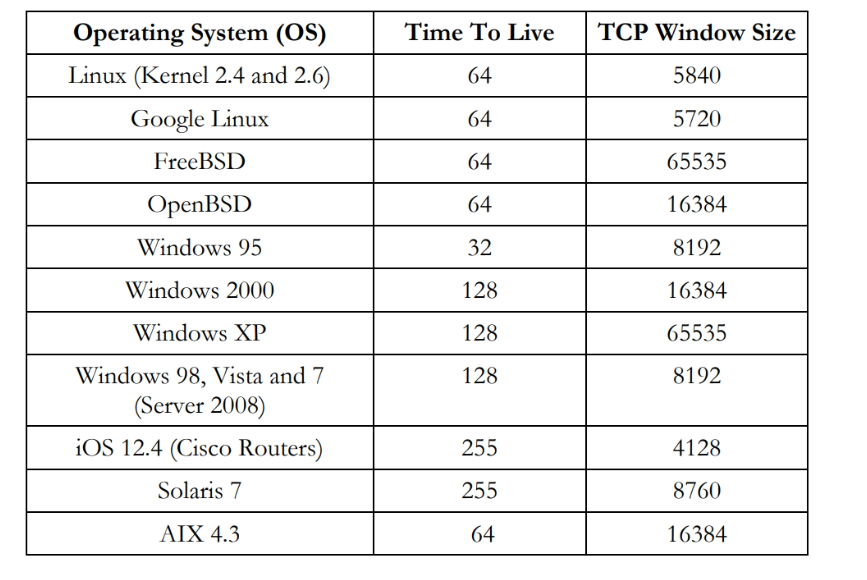 Operating System (OS) Time To Live TCP Window Size
Linux (Kernel 2.4 and 2.6) 64 5840
Google Linux 64 5720
FreeBSD 64 65535
OpenBSD 64 16384
Windows 95 32 8192
Windows 2000 128 16384
Windows XP 128 65535
Windows 98, Vista and 7 128 8192
(Server 2008)
iOS 12.4 (Cisco Routers) 255 4128
Solaris 7 255 8760
AIX 4.3 64 16384